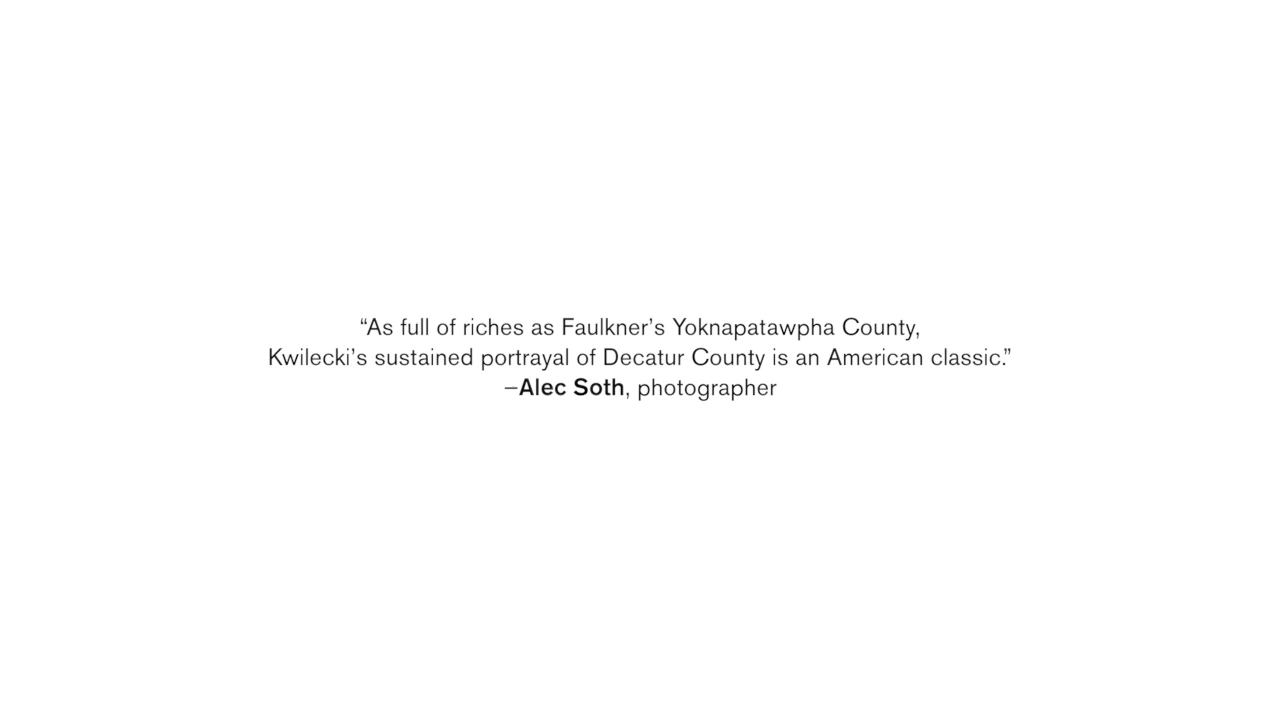 “As full of riches as Faulkner’s Yoknapatawpha County,
Kwilecki’s sustained portrayal of Decatur County is an American classic.”
–Alec Soth, photographer